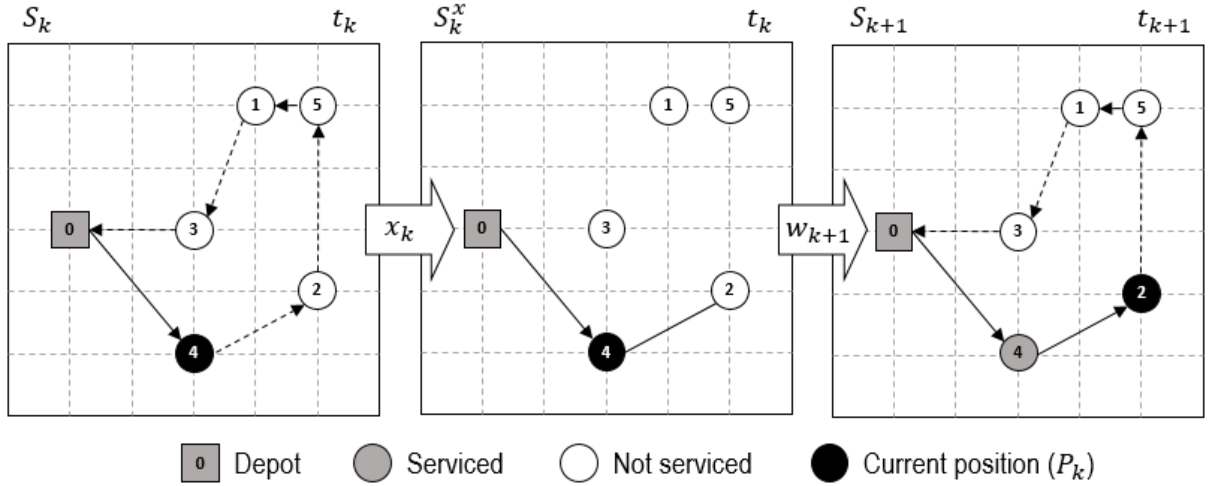 S_k t_k S_k^x t_k S_{k+1} t_{k+1}
1 5 1 5 1 5
0 3 x_k 0 3 w_{k+1} 0 3
2 2 2
4 4 4
0 Depot Serviced Not serviced Current position (P_k)